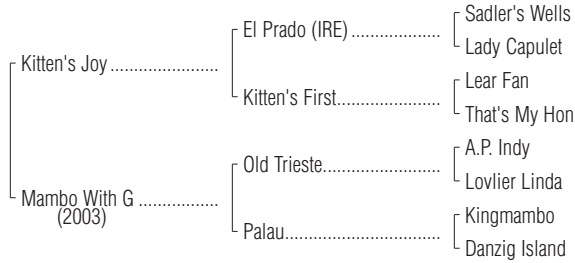 Sadler's Wells
El Prado (IRE) ....................
Lady Capulet
Kitten's Joy ........................
Lear Fan
Kitten's First.......................
That's My Hon
A.P. Indy
Old Trieste..........................
Lovlier Linda
Mambo With G .................
(2003)
Kingmambo
Palau...................................
Danzig Island